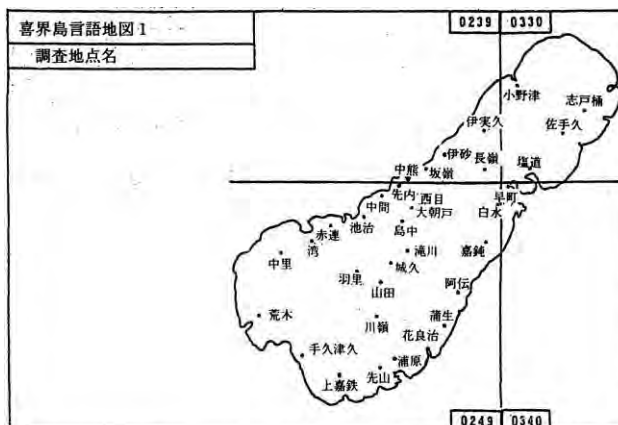 喜界島言語地図1
調査地点名
0239 0330
小野津
志戸桶
伊実久
佐手久
伊砂
長嶺
塩道
坂嶺
中熊
早町
先内
西目
中間
大朝戸
白水
池治
島中
赤連
湾
嘉鈍
滝川
中里
城久
羽里
山田
阿伝
荒木
川嶺
蒲生
花良治
手久津久
浦原
先山
上嘉鉄
0249 0340